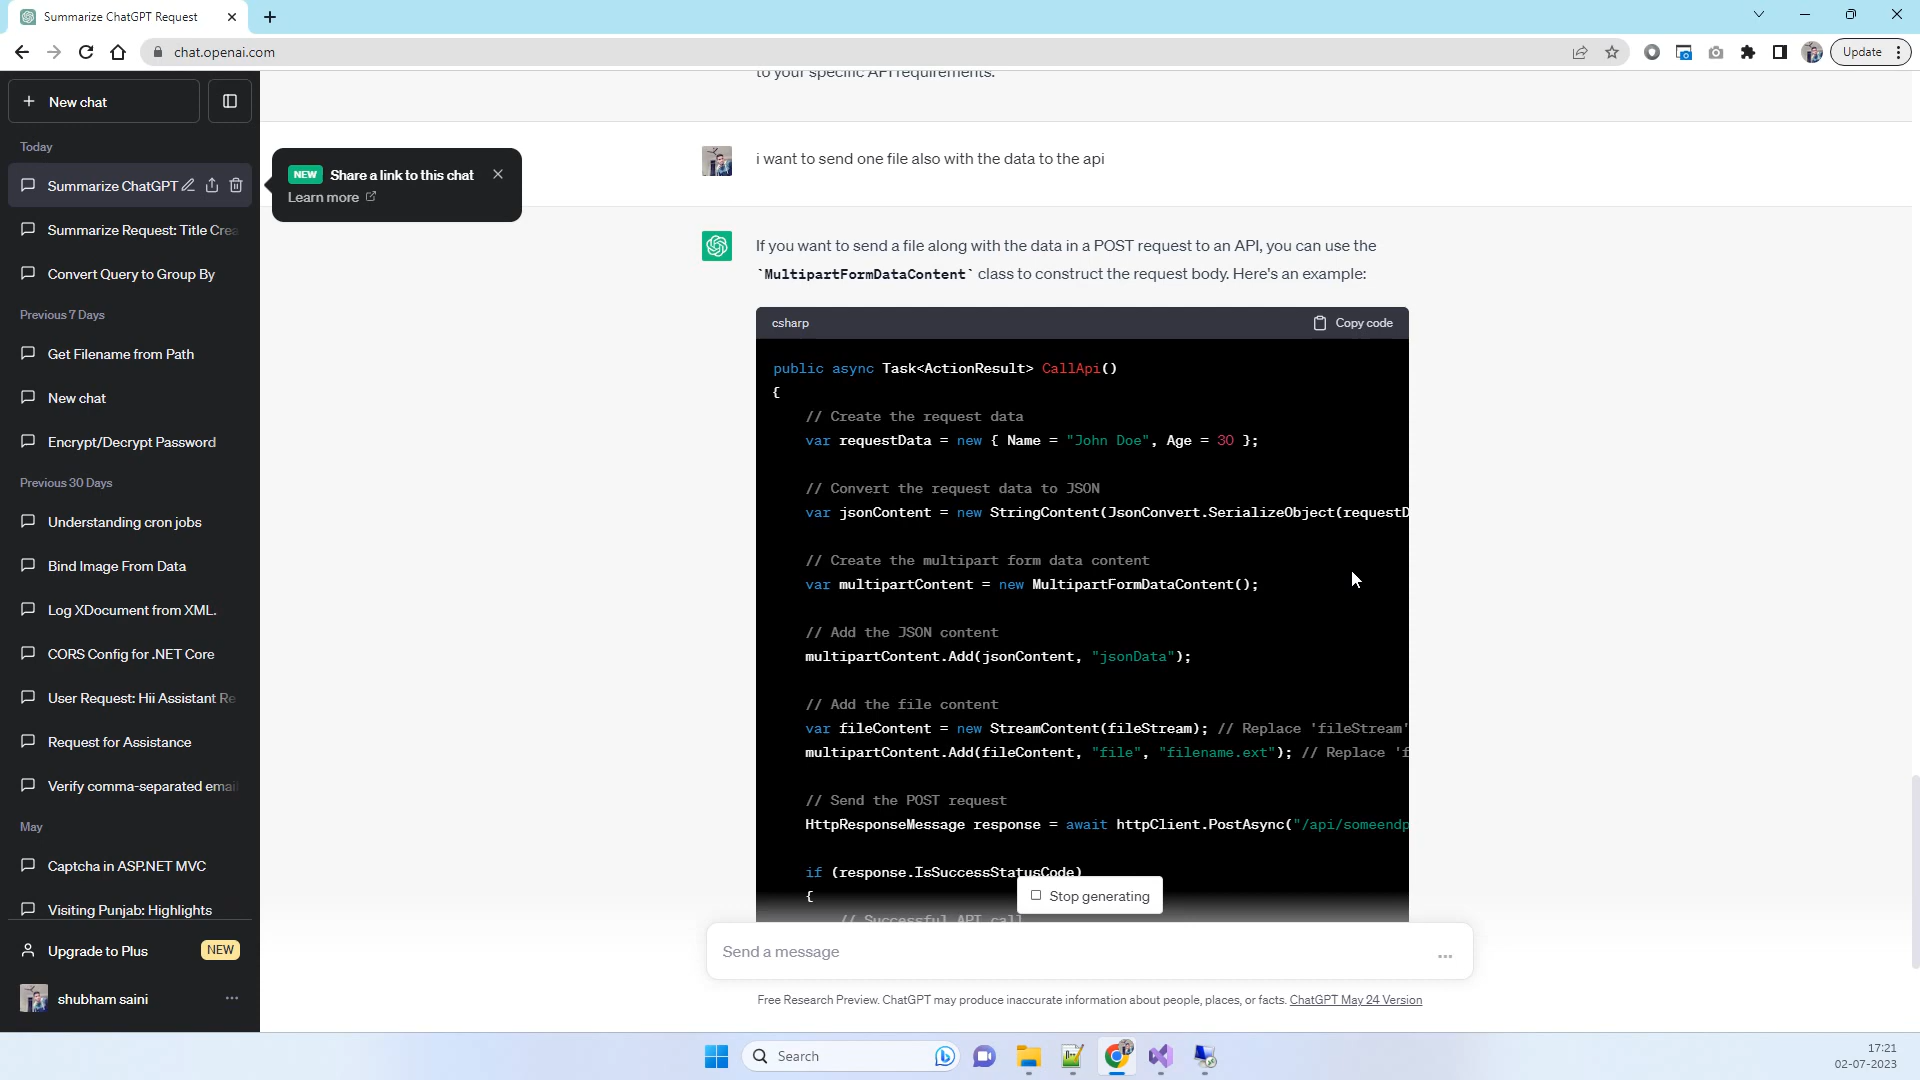 Summarize ChatGPT Request
chat.openai.com
Update
New chat
Today
Summarize ChatGPT
Summarize Request: Title Crea
Convert Query to Group By
Previous 7 Days
Get Filename from Path
New chat
Encrypt/Decrypt Password
Previous 30 Days
Understanding cron jobs
Bind Image From Data
Log XDocument from XML.
CORS Config for .NET Core
User Request: Hii Assistant Re
Request for Assistance
Verify comma-separated email
May
Captcha in ASP.NET MVC
Visiting Punjab: Highlights
Upgrade to Plus NEW
shubham saini
NEW Share a link to this chat
Learn more
to your specific API requirements.
i want to send one file also with the data to the api
If you want to send a file along with the data in a POST request to an API, you can use the
`MultipartFormDataContent` class to construct the request body. Here's an example:
csharp Copy code
public async Task<ActionResult> CallApi()
{
// Create the request data
var requestData = new { Name = "John Doe", Age = 30 };
// Convert the request data to JSON
var jsonContent = new StringContent(JsonConvert.SerializeObject(requestD
// Create the multipart form data content
var multipartContent = new MultipartFormDataContent();
// Add the JSON content
multipartContent.Add(jsonContent, "jsonData");
// Add the file content
var fileContent = new StreamContent(fileStream); // Replace 'fileStream'
multipartContent.Add(fileContent, "file", "filename.ext"); // Replace 'f
// Send the POST request
HttpResponseMessage response = await httpClient.PostAsync("/api/someendp
if (response.IsSuccessStatusCode)
{
// Successful API call
Stop generating
Send a message
Free Research Preview. ChatGPT may produce inaccurate information about people, places, or facts. ChatGPT May 24 Version
Search
17:21
02-07-2023